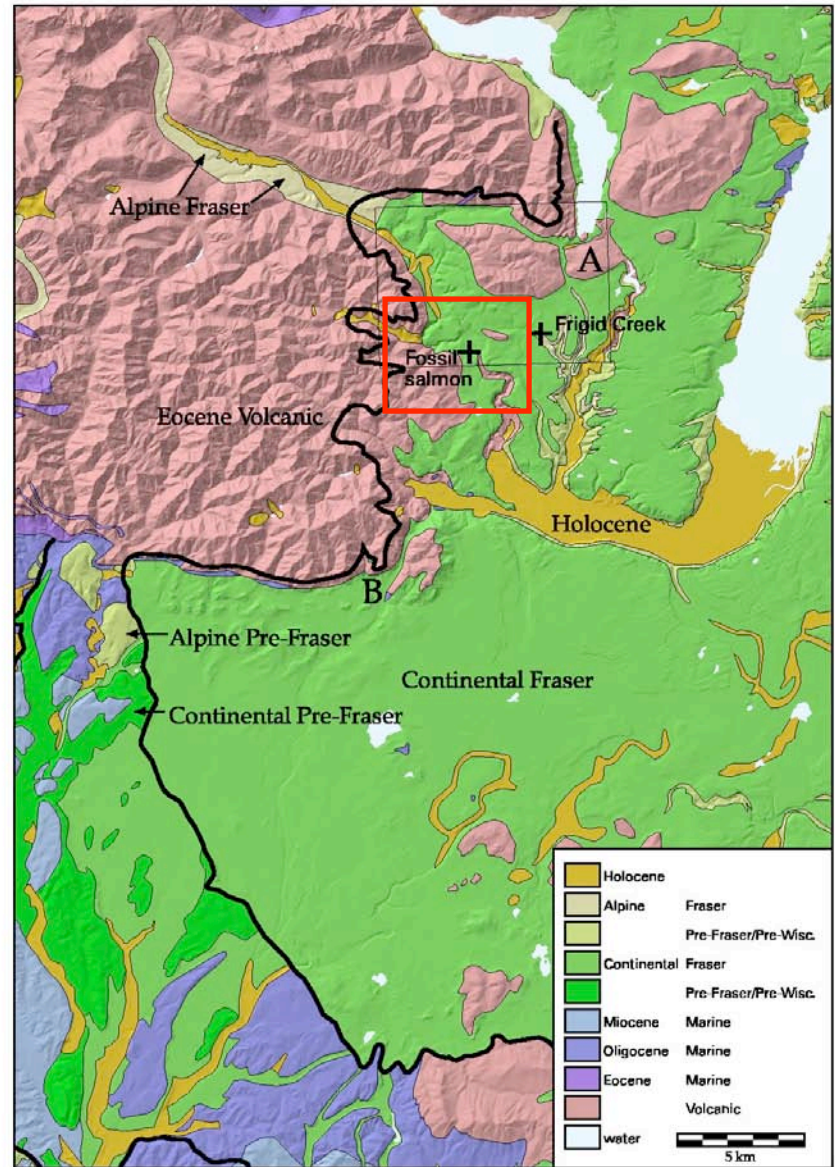 Alpine Fraser
A
Frigid Creek
Fossil
salmon
Eocene Volcanic
Holocene
B
Alpine Pre-Fraser
Continental Fraser
Continental Pre-Fraser
Holocene
Alpine Fraser
Pre-Fraser/Pre-Wisc.
Continental Fraser
Pre-Fraser/Pre-Wisc.
Miocene Marine
Oligocene Marine
Eocene Marine
Volcanic
water
5 km